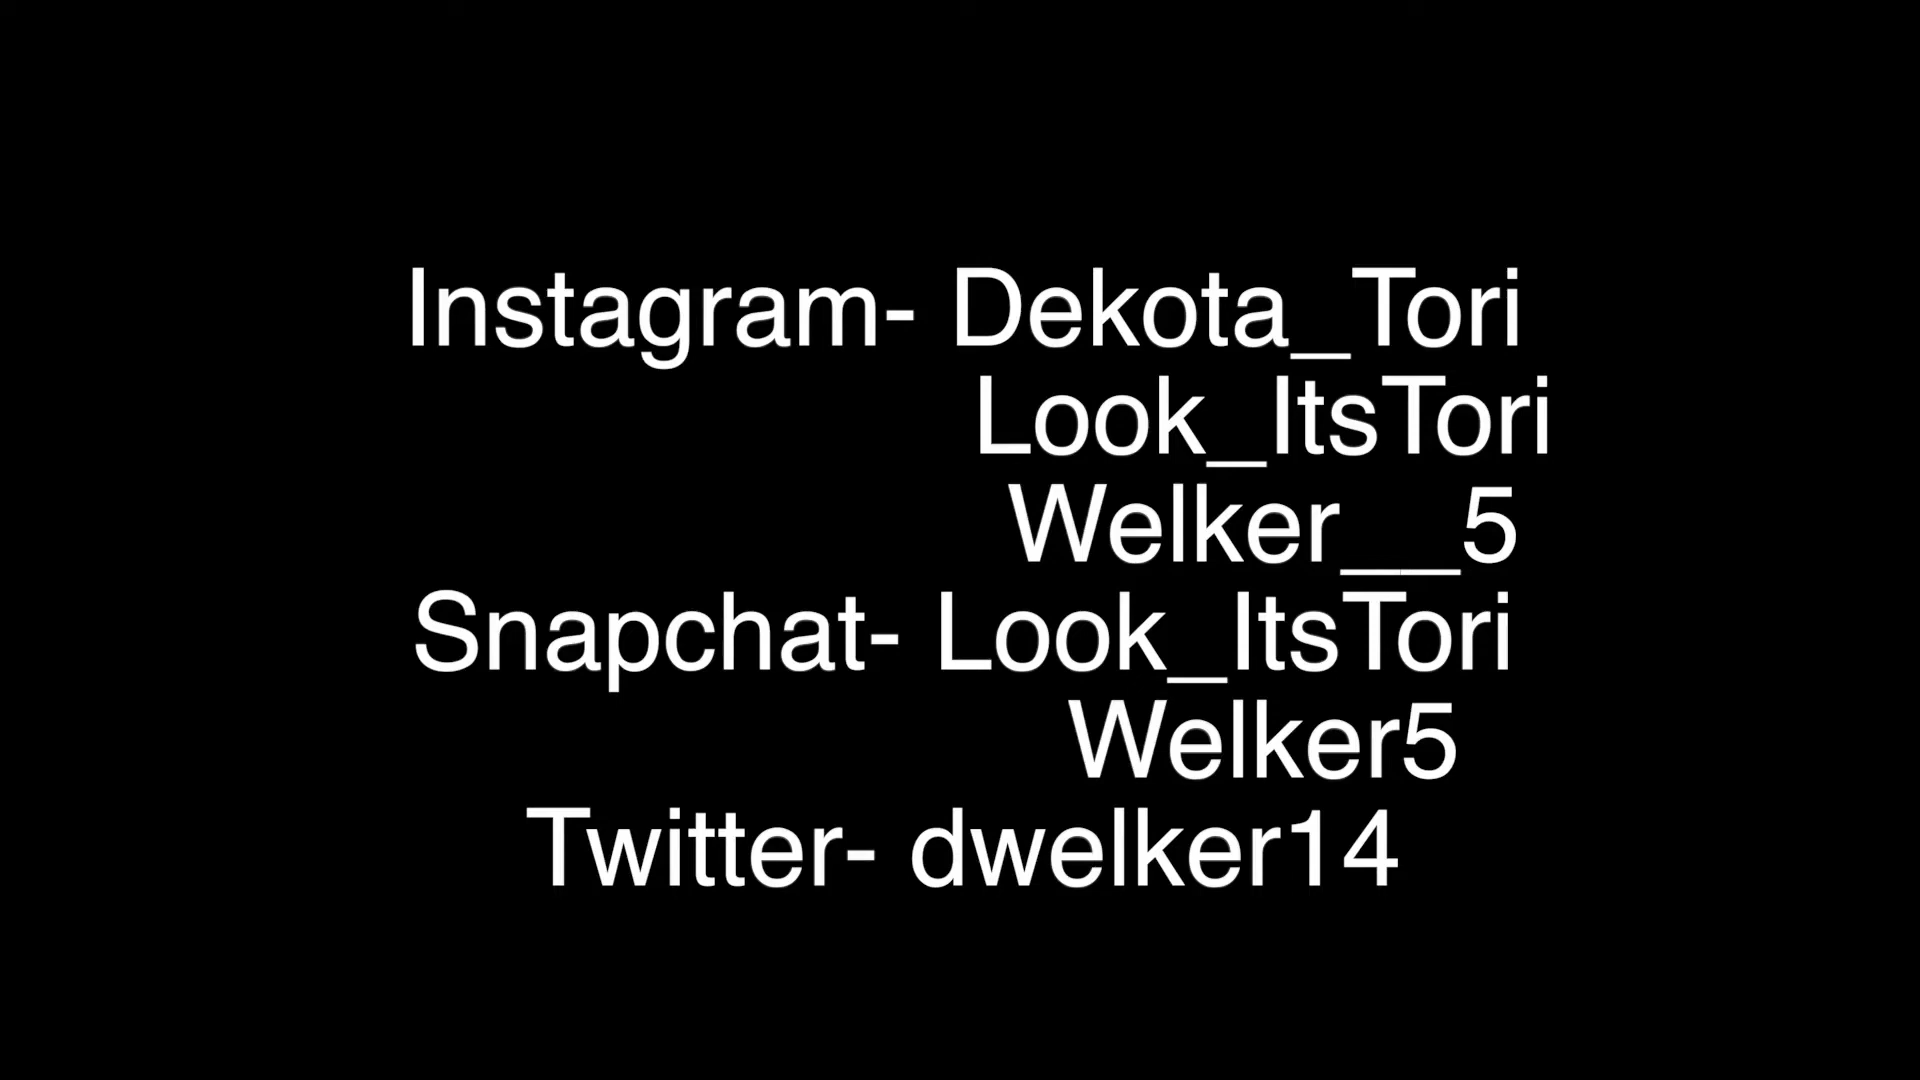 Instagram- Dekota_Tori
Look_ItsTori
Welker__5
Snapchat- Look_ItsTori
Welker5
Twitter- dwelker14